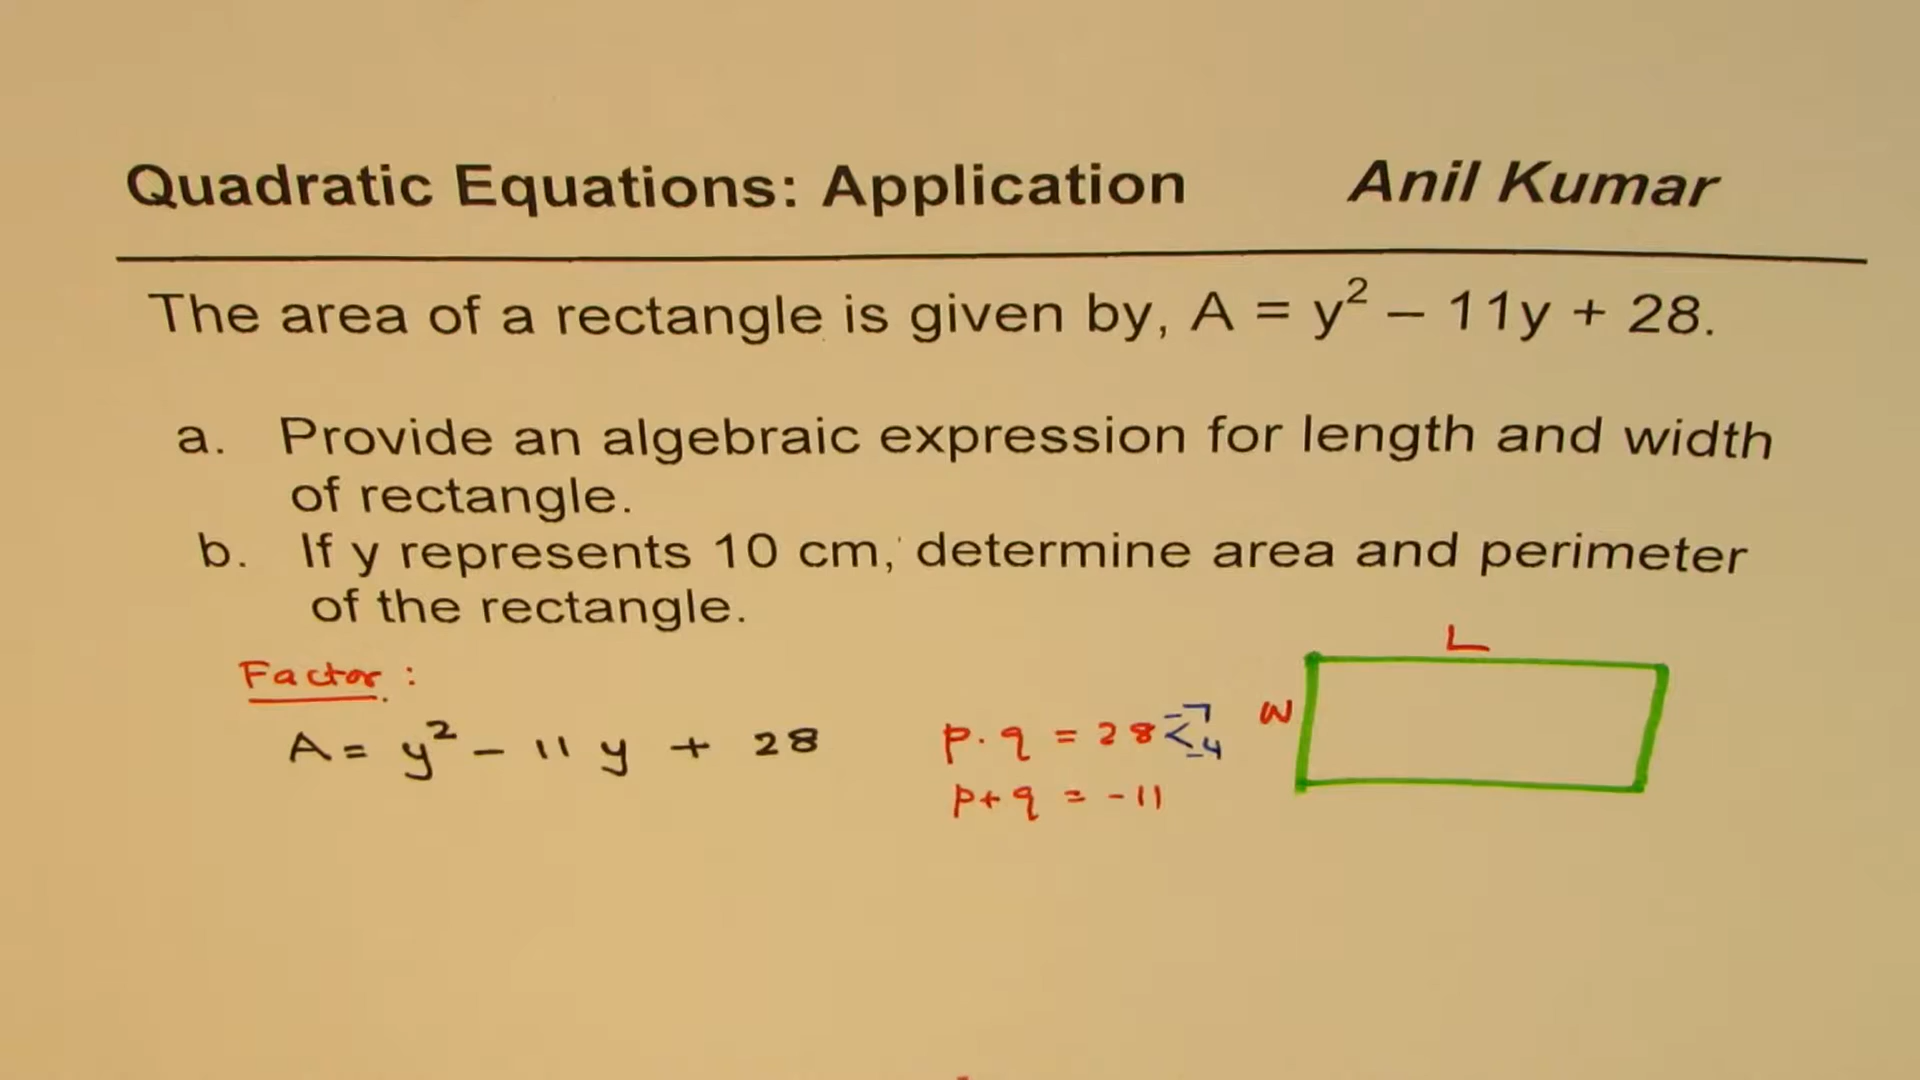 Quadratic Equations: Application Anil Kumar
The area of a rectangle is given by, A = y² – 11y + 28.
a. Provide an algebraic expression for length and width
of rectangle.
b. If y represents 10 cm, determine area and perimeter
of the rectangle.
Factor :
L
A = y² - 11 y + 28
p · q = 28 < -7 -4
W
p + q = -11